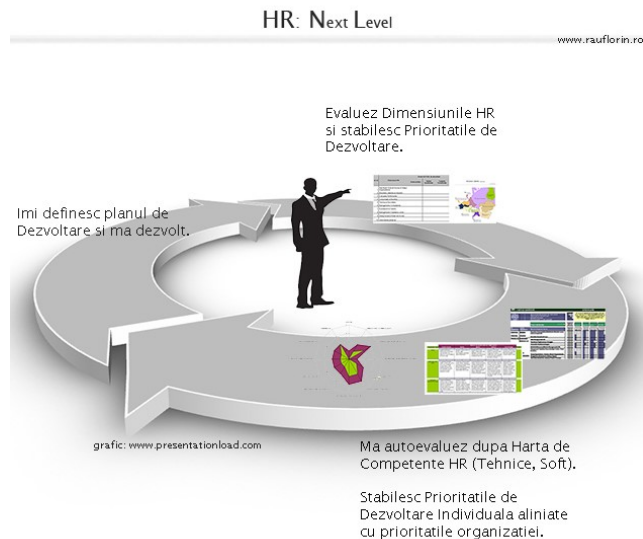 HR: Next Level
www.rauflorin.ro
Evaluez Dimensiunile HR
si stabilesc Prioritatile de
Dezvoltare.
Imi definesc planul de
Dezvoltare si ma dezvolt.
grafic: www.presentationload.com
Ma autoevaluez dupa Harta de
Competente HR (Tehnice, Soft).
Stabilesc Prioritatile de
Dezvoltare Individuala aliniate
cu prioritatile organizatiei.